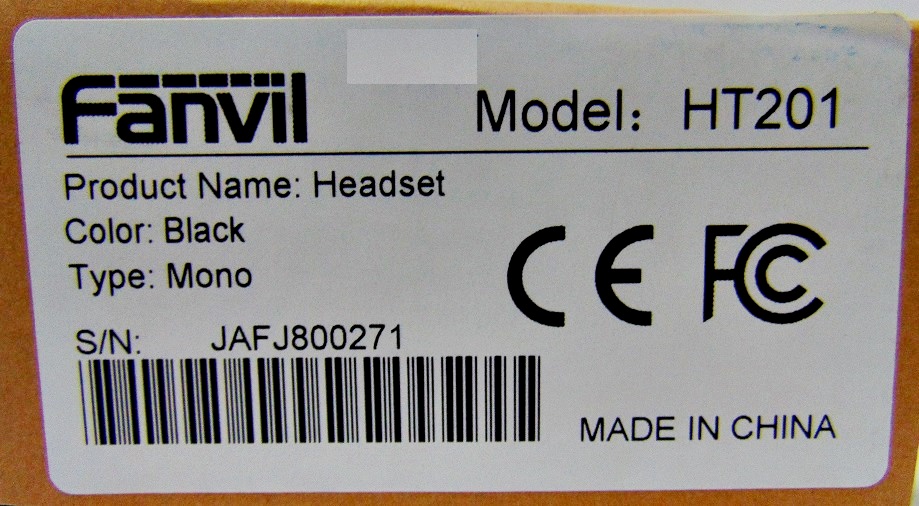 Fanvil
Model: HT201
Product Name: Headset
Color: Black
Type: Mono
CE FC
S/N: JAFJ800271
MADE IN CHINA